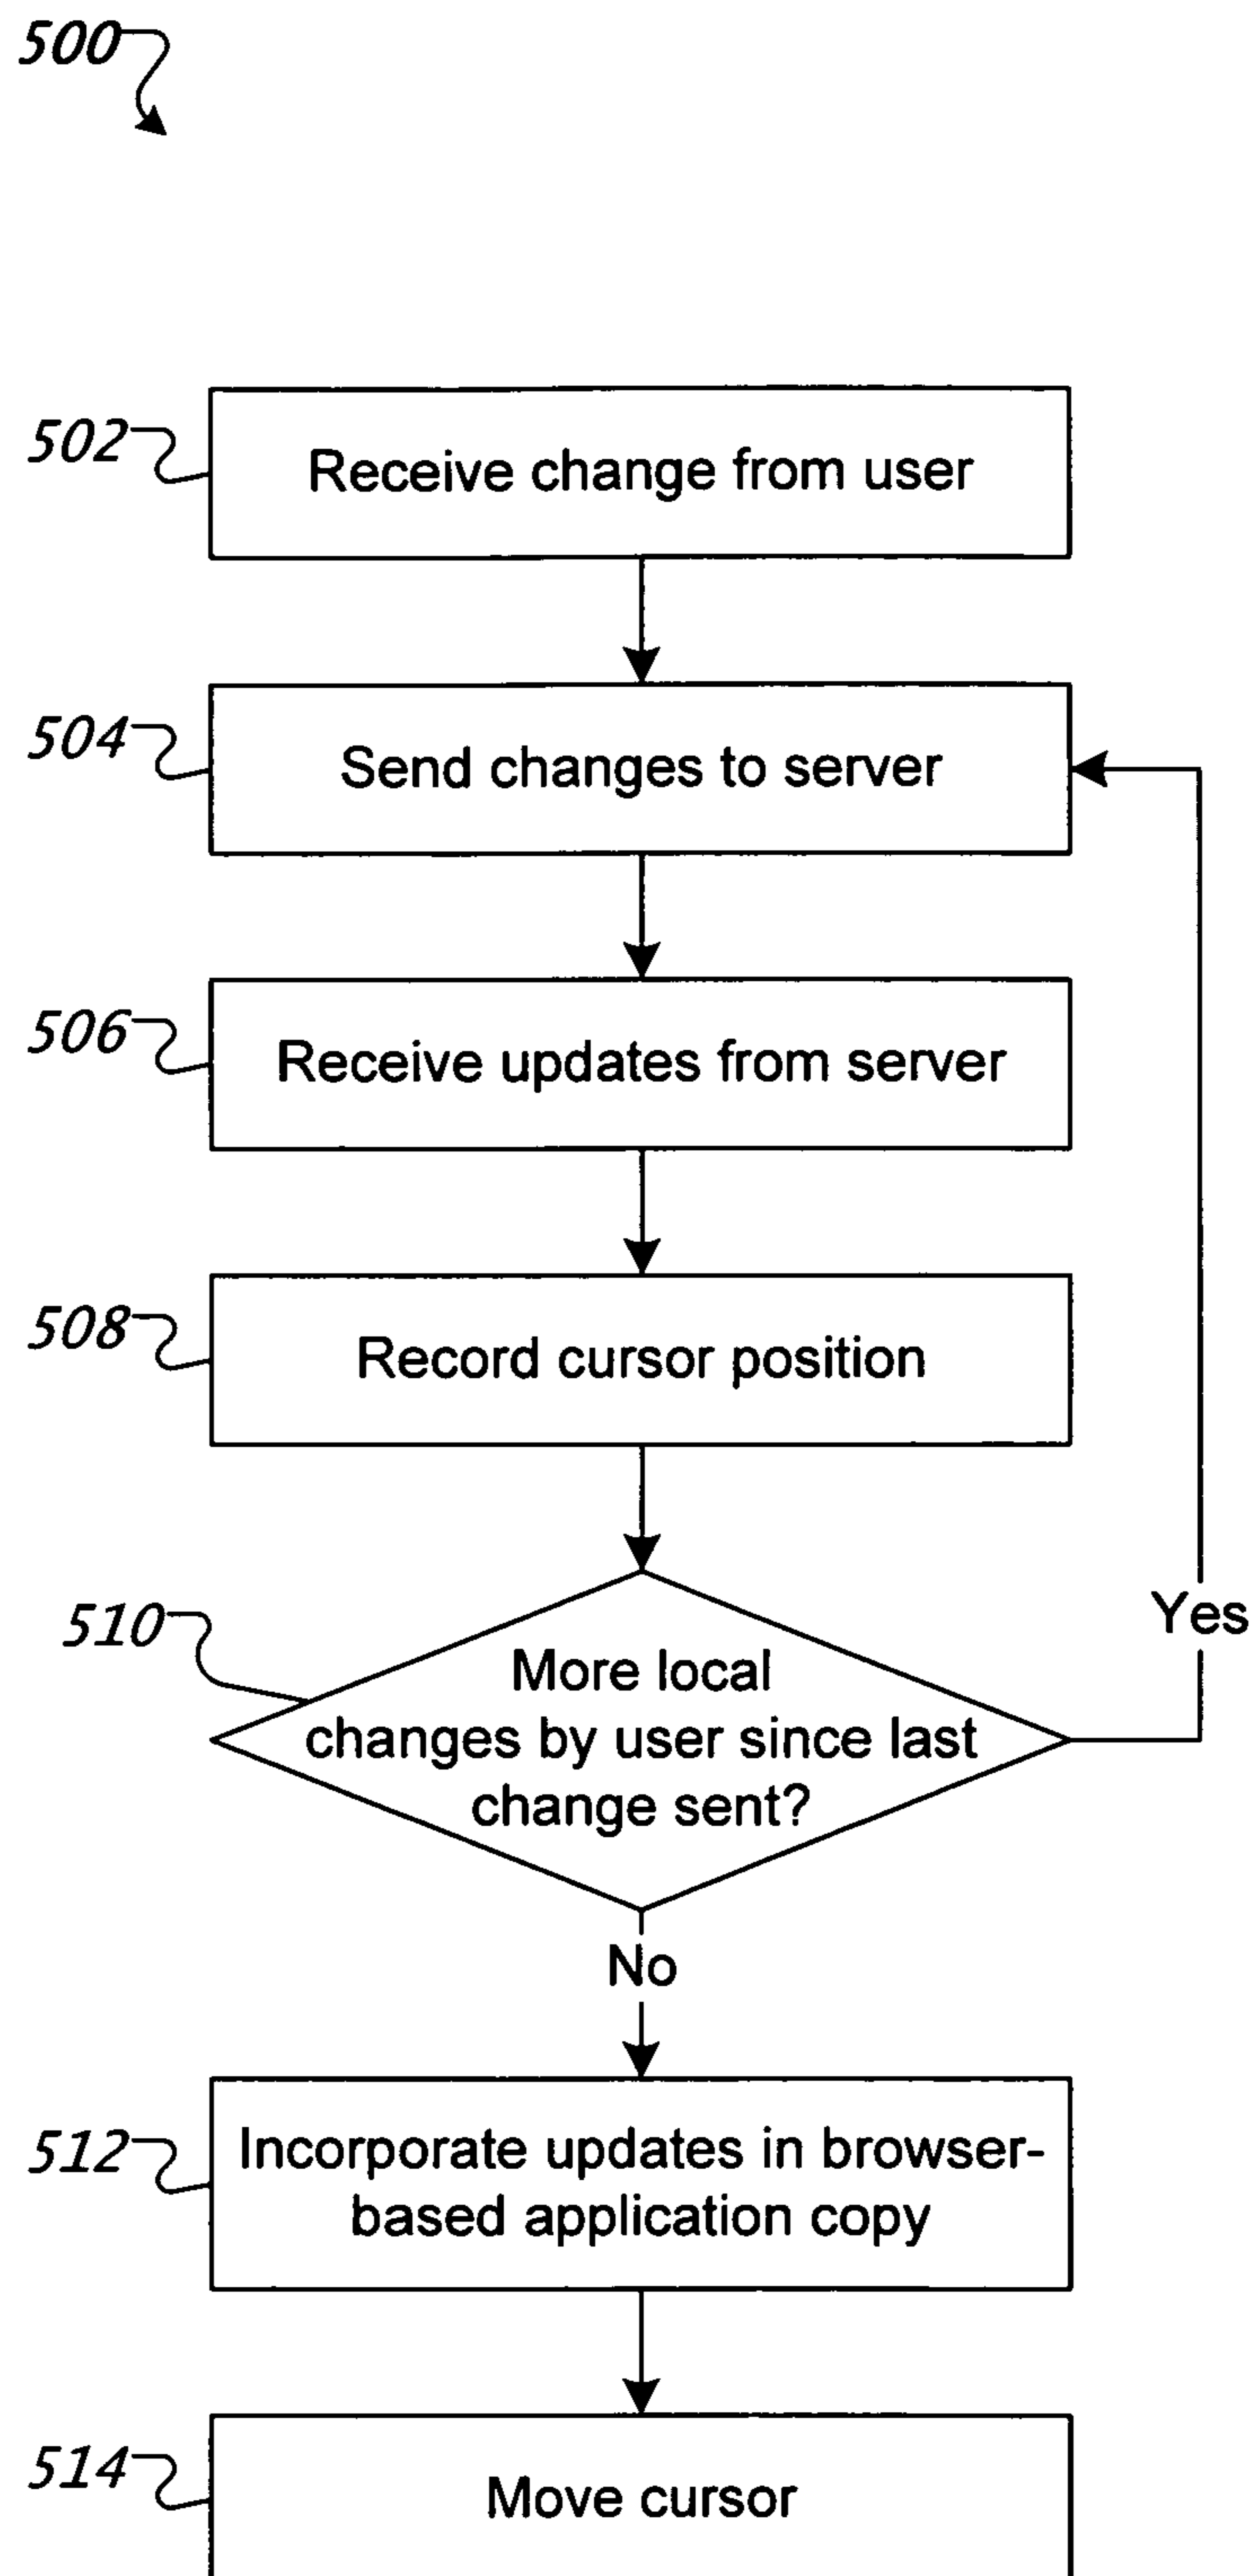 500
502
Receive change from user
504
Send changes to server
506
Receive updates from server
508
Record cursor position
510
More local
changes by user since last
change sent?
Yes
No
512
Incorporate updates in browser-
based application copy
514
Move cursor